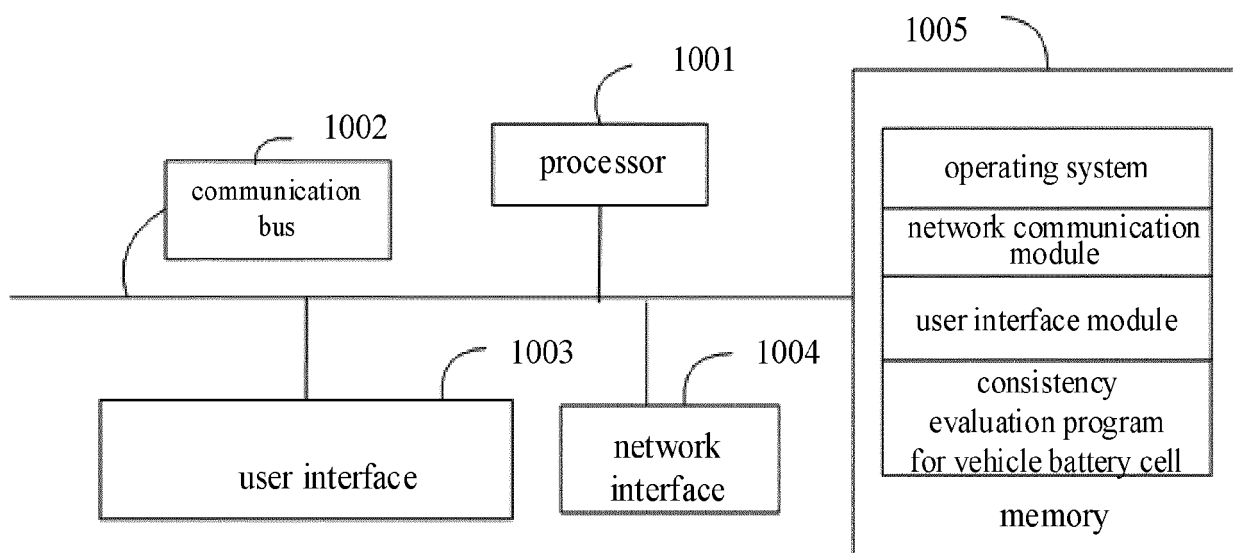 1005
1001
1002
processor
communication
bus
operating system
network communication
module
user interface module
1003
1004
consistency
evaluation program
for vehicle battery cell
user interface
network
interface
memory